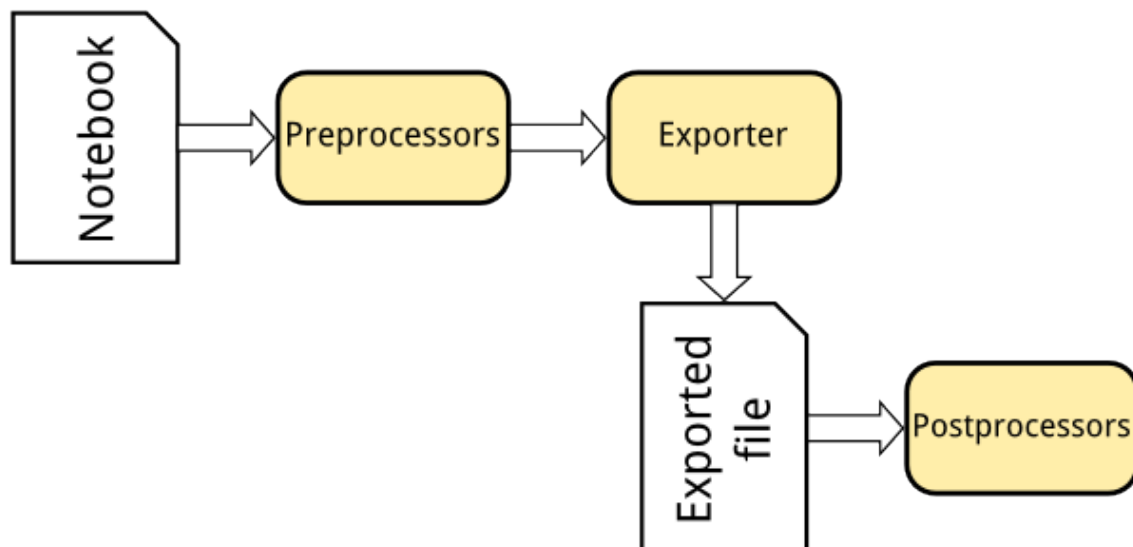 Notebook
Preprocessors
Exporter
Exported
file
Postprocessors